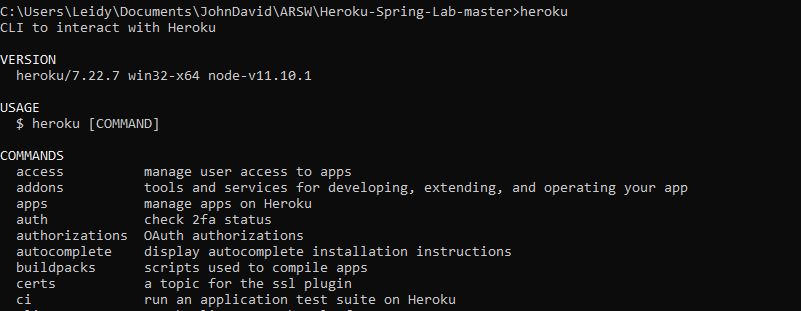 C:\Users\Leidy\Documents\JohnDavid\ARSW\Heroku-Spring-Lab-master>heroku
CLI to interact with Heroku
VERSION
heroku/7.22.7 win32-x64 node-v11.10.1
USAGE
$ heroku [COMMAND]
COMMANDS
access manage user access to apps
addons tools and services for developing, extending, and operating your app
apps manage apps on Heroku
auth check 2fa status
authorizations OAuth authorizations
autocomplete display autocomplete installation instructions
buildpacks scripts used to compile apps
certs a topic for the ssl plugin
ci run an application test suite on Heroku